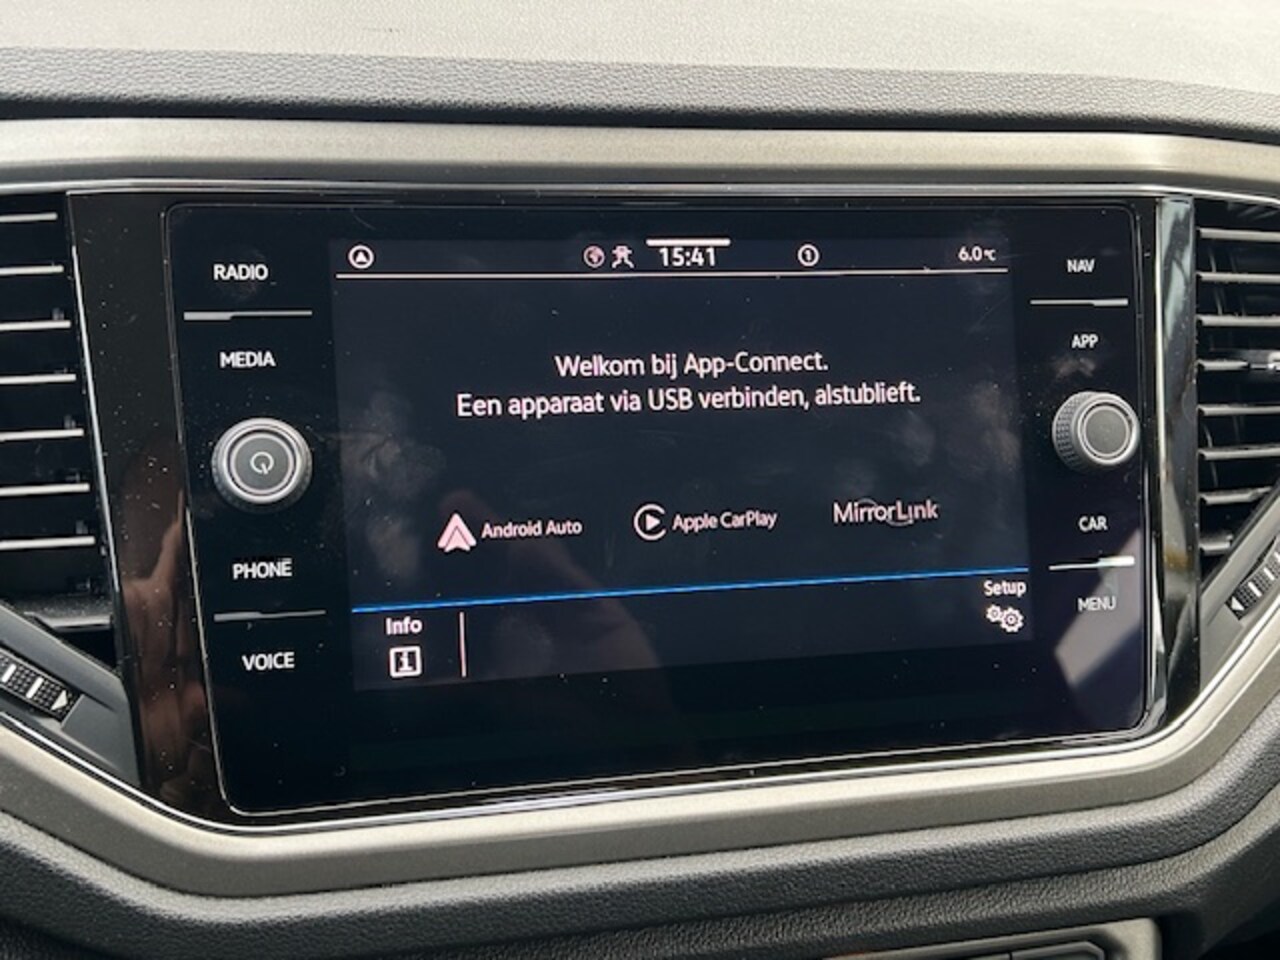 15:41
1
6.0°C
RADIO
MEDIA
PHONE
VOICE
Welkom bij App-Connect.
Een apparaat via USB verbinden, alstublieft.
Android Auto
Apple CarPlay
MirrorLink
Info
i
Setup
NAV
APP
CAR
MENU